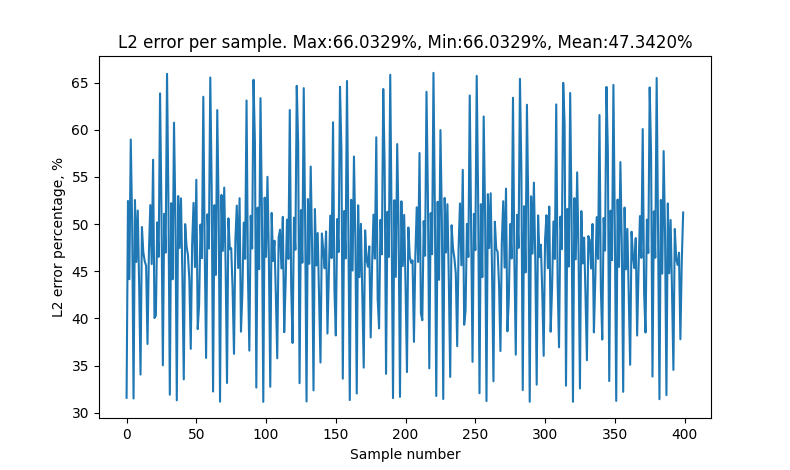 L2 error per sample. Max:66.0329%, Min:66.0329%, Mean:47.3420%
65
60
55
50
45
40
35
30
L2 error percentage, %
0 50 100 150 200 250 300 350 400
Sample number